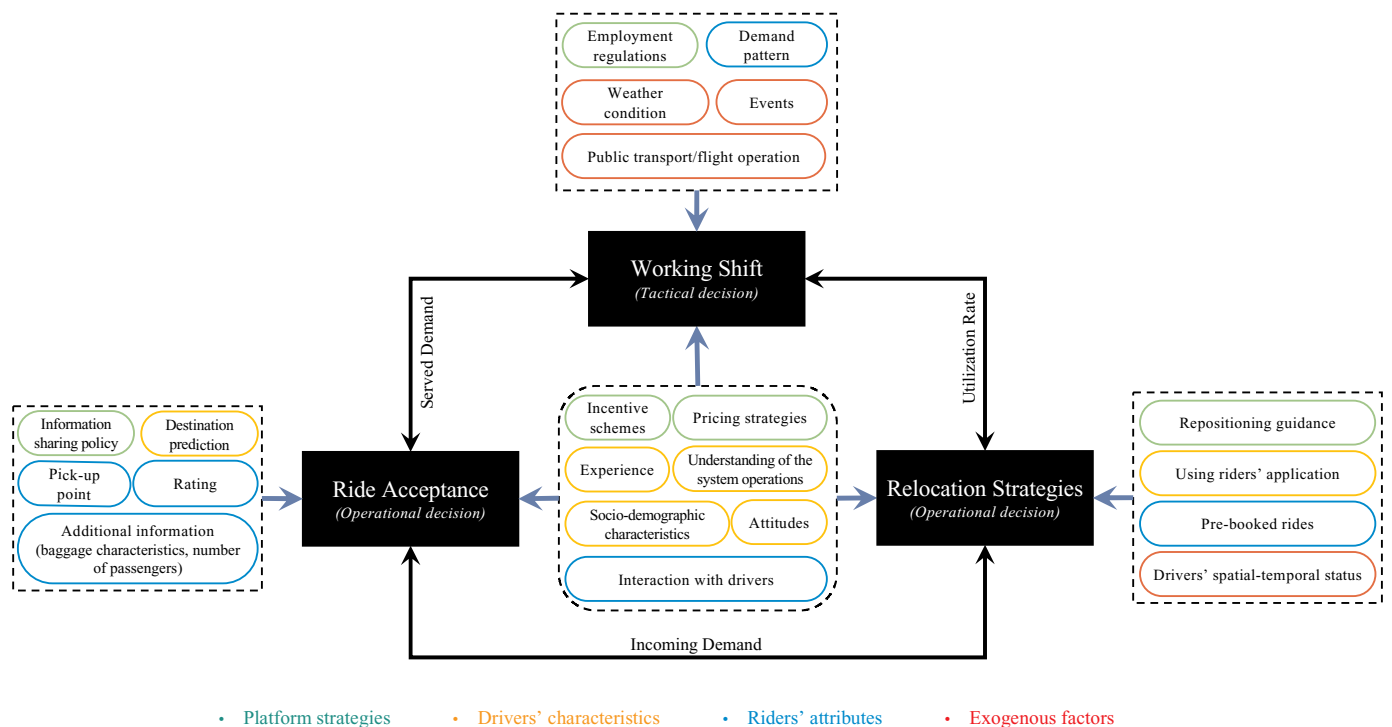 Employment
regulations
Demand
pattern
Weather
condition
Events
Public transport/flight operation
Working Shift
(Tactical decision)
Served Demand
Utilization Rate
Information
sharing policy
Destination
prediction
Pick-up
point
Rating
Additional information
(baggage characteristics, number
of passengers)
Ride Acceptance
(Operational decision)
Incentive
schemes
Pricing strategies
Experience
Understanding of the
system operations
Socio-demographic
characteristics
Attitudes
Interaction with drivers
Relocation Strategies
(Operational decision)
Repositioning guidance
Using riders’ application
Pre-booked rides
Drivers’ spatial-temporal status
Incoming Demand
• Platform strategies
• Drivers’ characteristics
• Riders’ attributes
• Exogenous factors